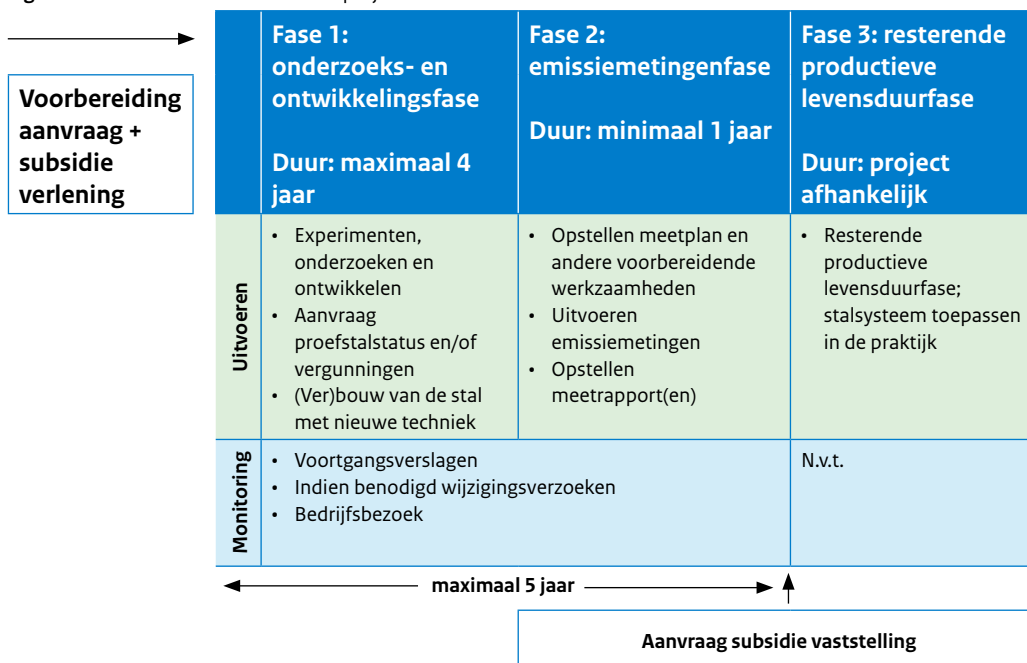 Voorbereiding
aanvraag +
subsidie
verlening
Fase 1:
onderzoeks- en
ontwikkelingsfase
Duur: maximaal 4
jaar
Fase 2:
emissiemetingenfase
Duur: minimaal 1 jaar
Fase 3: resterende
productieve
levensduurfase
Duur: project
afhankelijk
Uitvoeren
• Experimenten,
onderzoeken en
ontwikkelen
• Aanvraag
proefstalstatus en/of
vergunningen
• (Ver)bouw van de stal
met nieuwe techniek
• Opstellen meetplan en
andere voorbereidende
werkzaamheden
• Uitvoeren
emissiemetingen
• Opstellen
meetrapport(en)
• Resterende
productieve
levensduurfase;
stalsysteem toepassen
in de praktijk
Monitoring
• Voortgangsverslagen
• Indien benodigd wijzigingsverzoeken
• Bedrijfsbezoek
N.v.t.
maximaal 5 jaar
Aanvraag subsidie vaststelling